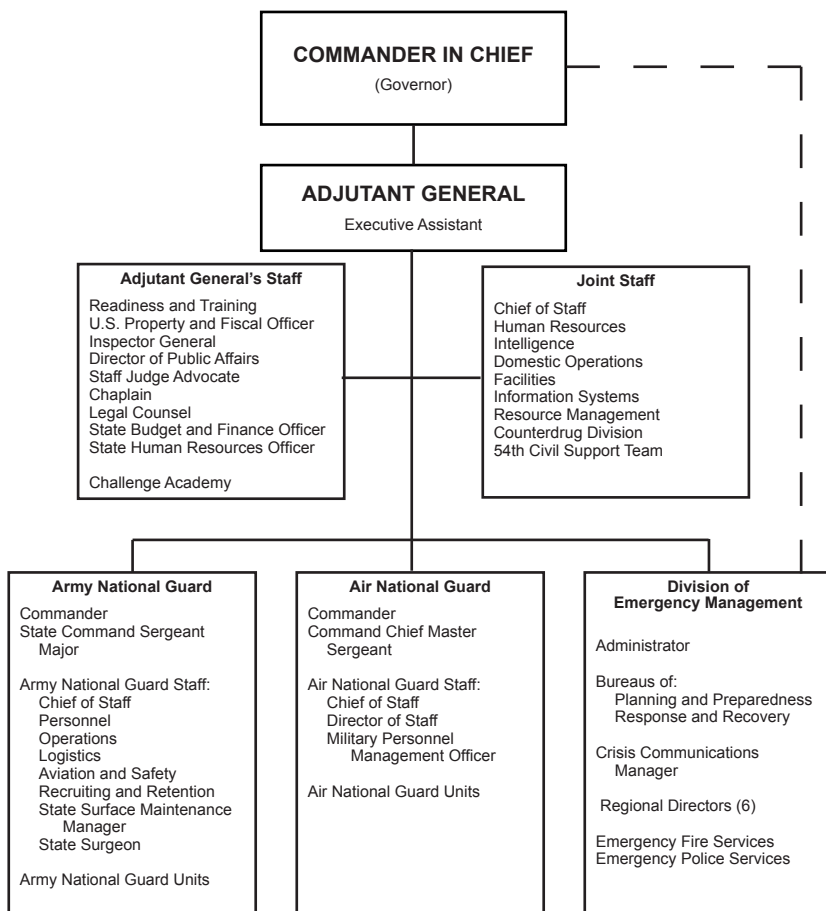 COMMANDER IN CHIEF
(Governor)
ADJUTANT GENERAL
Executive Assistant
Adjutant General's Staff
Readiness and Training
U.S. Property and Fiscal Officer
Inspector General
Director of Public Affairs
Staff Judge Advocate
Chaplain
Legal Counsel
State Budget and Finance Officer
State Human Resources Officer
Challenge Academy
Joint Staff
Chief of Staff
Human Resources
Intelligence
Domestic Operations
Facilities
Information Systems
Resource Management
Counterdrug Division
54th Civil Support Team
Army National Guard
Commander
State Command Sergeant
Major
Army National Guard Staff:
Chief of Staff
Personnel
Operations
Logistics
Aviation and Safety
Recruiting and Retention
State Surface Maintenance
Manager
State Surgeon
Army National Guard Units
Air National Guard
Commander
Command Chief Master
Sergeant
Air National Guard Staff:
Chief of Staff
Director of Staff
Military Personnel
Management Officer
Air National Guard Units
Division of
Emergency Management
Administrator
Bureaus of:
Planning and Preparedness
Response and Recovery
Crisis Communications
Manager
Regional Directors (6)
Emergency Fire Services
Emergency Police Services